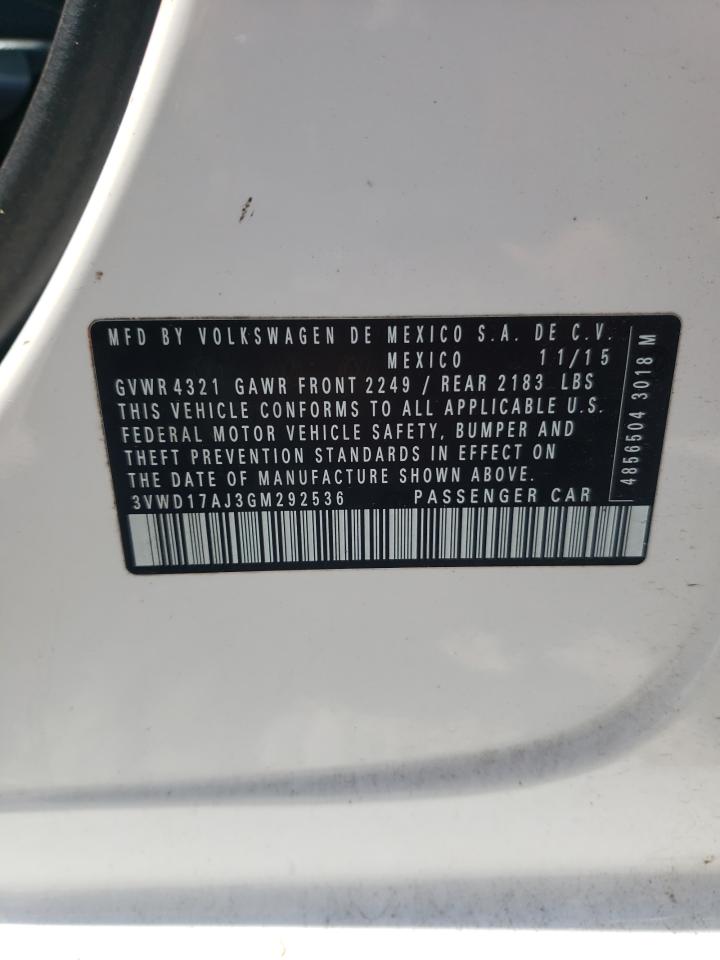 MFD BY VOLKSWAGEN DE MEXICO S.A. DE C.V.
MEXICO 11/15
GVWR 4321 GAWR FRONT 2249 / REAR 2183 LBS
THIS VEHICLE CONFORMS TO ALL APPLICABLE U.S.
FEDERAL MOTOR VEHICLE SAFETY, BUMPER AND
THEFT PREVENTION STANDARDS IN EFFECT ON
THE DATE OF MANUFACTURE SHOWN ABOVE.
3VWD17AJ3GM292536 PASSENGER CAR
4856504 3018 M